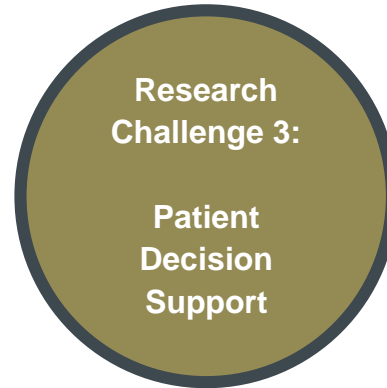 Research
Challenge 3:
Patient
Decision
Support